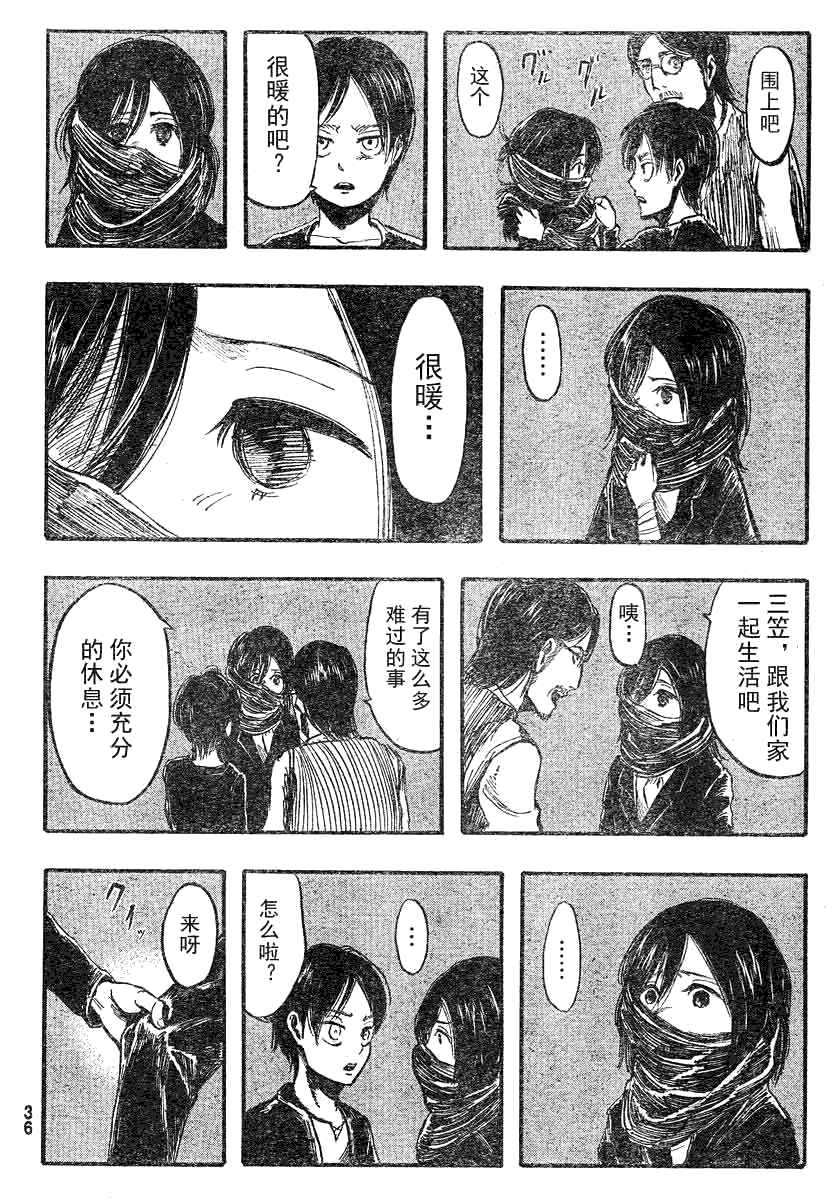 围上吧
グルグル
这个
很暖的吧？
……
很暖…
三笠，跟我们家
一起生活吧
咦…
有了这么多
难过的事
你必须充分
的休息…
……
…
怎么啦？
来呀
グイッ
36